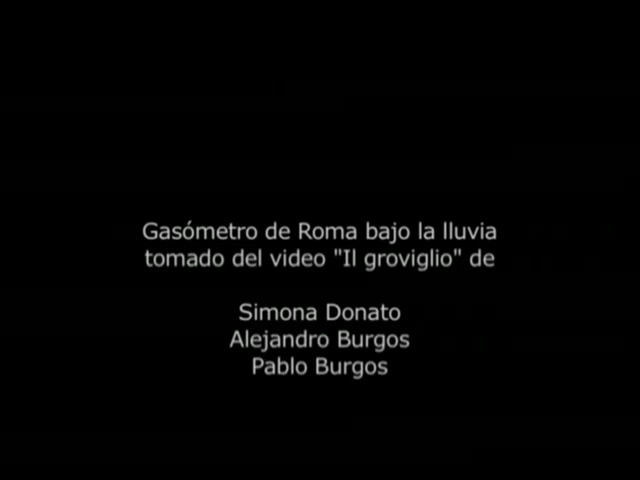 Gasómetro de Roma bajo la lluvia
tomado del video "Il groviglio" de
Simona Donato
Alejandro Burgos
Pablo Burgos